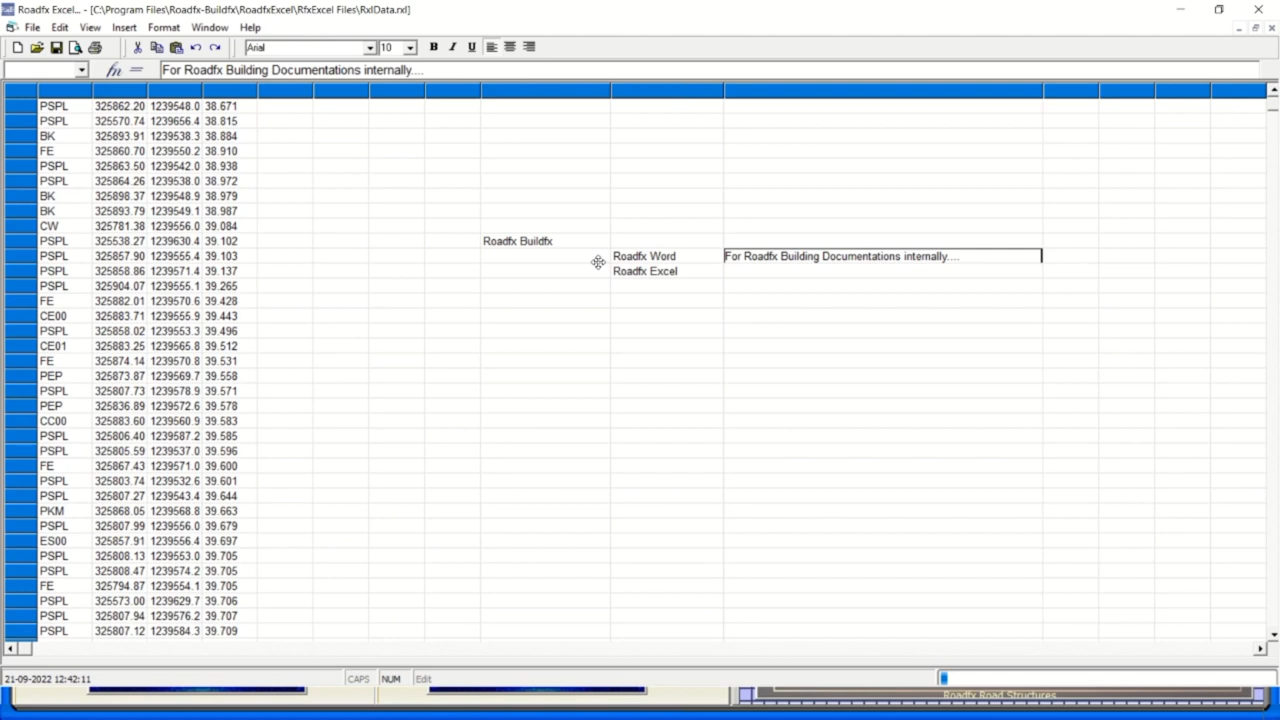 Roadfx Excel... - [C:\Program Files\Roadfx-Buildfx\RoadfxExcel\RfxExcel Files\RxlData.rxl]
File Edit View Insert Format Window Help
Arial 10 B I U
fn = For Roadfx Building Documentations internally....
PSPL 325862.20 1239548.0 38.671
PSPL 325570.74 1239656.4 38.815
BK 325893.91 1239538.3 38.884
FE 325860.70 1239550.2 38.910
PSPL 325863.50 1239542.0 38.938
PSPL 325864.26 1239538.0 38.972
BK 325898.37 1239548.9 38.979
BK 325893.79 1239549.1 38.987
CW 325781.38 1239556.0 39.084
PSPL 325538.27 1239630.4 39.102 Roadfx Buildfx
PSPL 325857.90 1239555.4 39.103 Roadfx Word For Roadfx Building Documentations internally....
PSPL 325858.86 1239571.4 39.137 Roadfx Excel
PSPL 325904.07 1239555.1 39.265
FE 325882.01 1239570.6 39.428
CE00 325883.71 1239555.9 39.443
PSPL 325858.02 1239553.3 39.496
CE01 325883.25 1239565.8 39.512
FE 325874.14 1239570.8 39.531
PEP 325873.87 1239569.7 39.558
PSPL 325807.73 1239578.9 39.571
PEP 325836.89 1239572.6 39.578
CC00 325883.60 1239560.9 39.583
PSPL 325806.40 1239587.2 39.585
PSPL 325805.59 1239537.0 39.596
FE 325867.43 1239571.0 39.600
PSPL 325803.74 1239532.6 39.601
PSPL 325807.27 1239543.4 39.644
PKM 325868.05 1239568.8 39.663
PSPL 325807.99 1239556.0 39.679
ES00 325857.91 1239556.4 39.697
PSPL 325808.13 1239553.0 39.705
PSPL 325808.47 1239574.2 39.705
FE 325794.87 1239554.1 39.705
PSPL 325573.00 1239629.7 39.706
PSPL 325807.94 1239576.2 39.707
PSPL 325807.12 1239584.3 39.709
21-09-2022 12:42:11 CAPS NUM Edit
Roadfx Road Structures